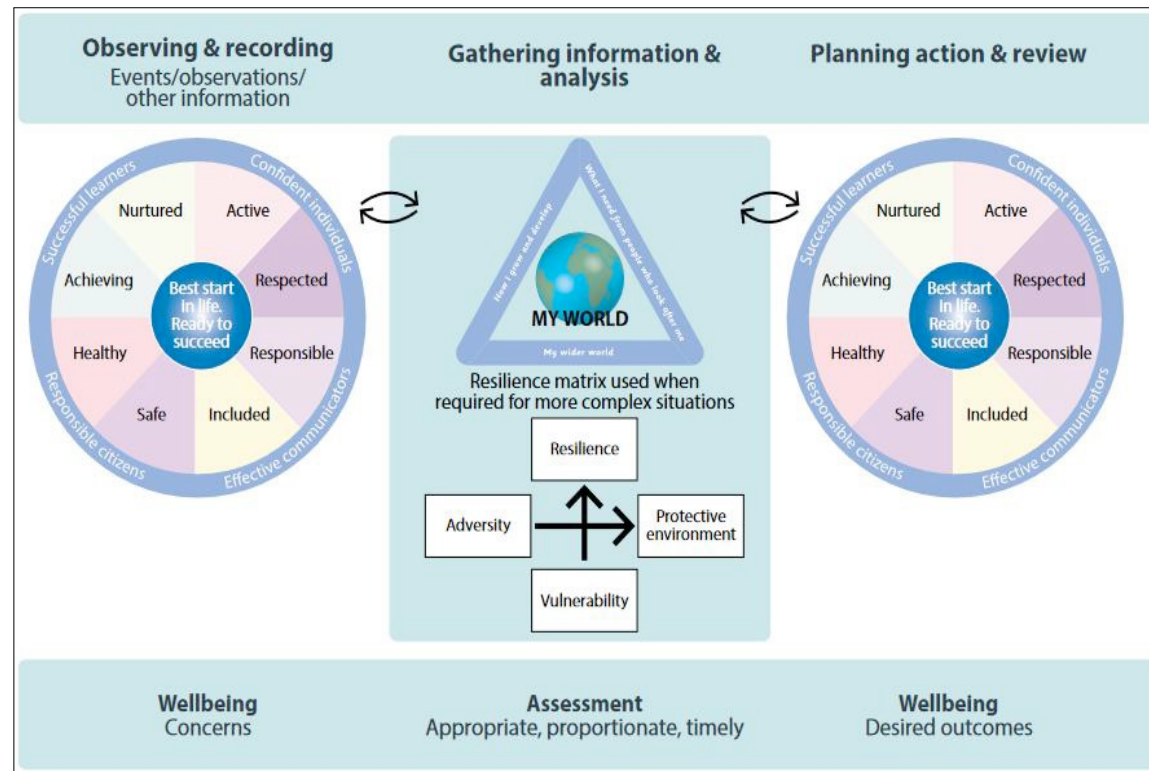 Observing & recording
Events/observations/
other information
Gathering information &
analysis
Planning action & review
Successful learners
Confident individuals
Nurtured
Active
Achieving
Respected
Best start
in life.
Ready to
succeed
Healthy
Responsible
Safe
Included
Responsible citizens
Effective communicators
How I grow and develop
What I need from people who look after me
MY WORLD
My wider world
Resilience matrix used when
required for more complex situations
Resilience
Adversity
Protective
environment
Vulnerability
Successful learners
Confident individuals
Nurtured
Active
Achieving
Respected
Best start
in life.
Ready to
succeed
Healthy
Responsible
Safe
Included
Responsible citizens
Effective communicators
Wellbeing
Concerns
Assessment
Appropriate, proportionate, timely
Wellbeing
Desired outcomes